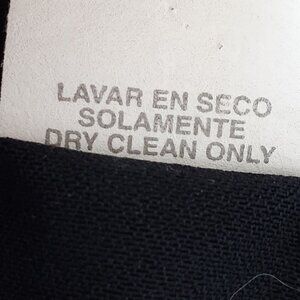 LAVAR EN SECO
SOLAMENTE
DRY CLEAN ONLY